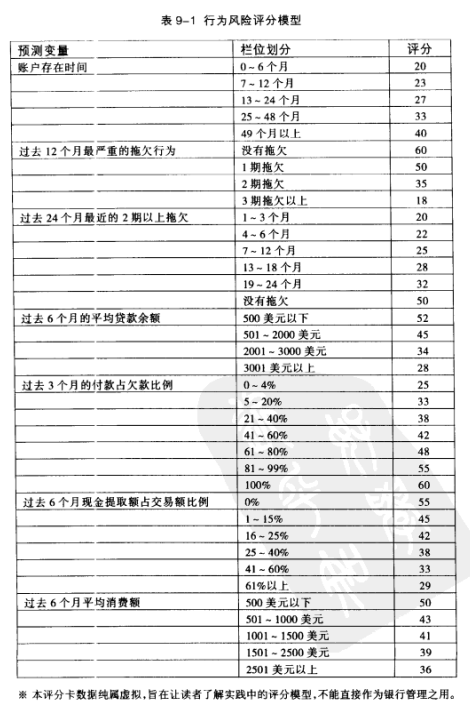 表 9-1 行为风险评分模型
预测变量 栏位划分 评分
账户存在时间 0~6 个月 20
7~12 个月 23
13~24 个月 27
25~48 个月 33
49 个月以上 40
过去 12 个月最严重的拖欠行为 没有拖欠 60
1 期拖欠 50
2 期拖欠 35
3 期拖欠以上 18
过去 24 个月最近的 2 期以上拖欠 1~3 个月 20
4~6 个月 22
7~12 个月 25
13~18 个月 28
19~24 个月 32
没有拖欠 50
过去 6 个月的平均贷款余额 500 美元以下 52
501~2000 美元 45
2001~3000 美元 34
3001 美元以上 28
过去 3 个月的付款占欠款比例 0~4% 25
5~20% 33
21~40% 38
41~60% 42
61~80% 48
81~99% 55
100% 60
过去 6 个月现金提取额占交易额比例 0% 55
1~15% 45
16~25% 42
25~40% 38
41~60% 33
61%以上 29
过去 6 个月平均消费额 500 美元以下 50
501~1000 美元 43
1001~1500 美元 41
1501~2500 美元 39
2501 美元以上 36
※ 本评分卡数据纯属虚拟,旨在让读者了解实践中的评分模型,不能直接作为银行管理之用。